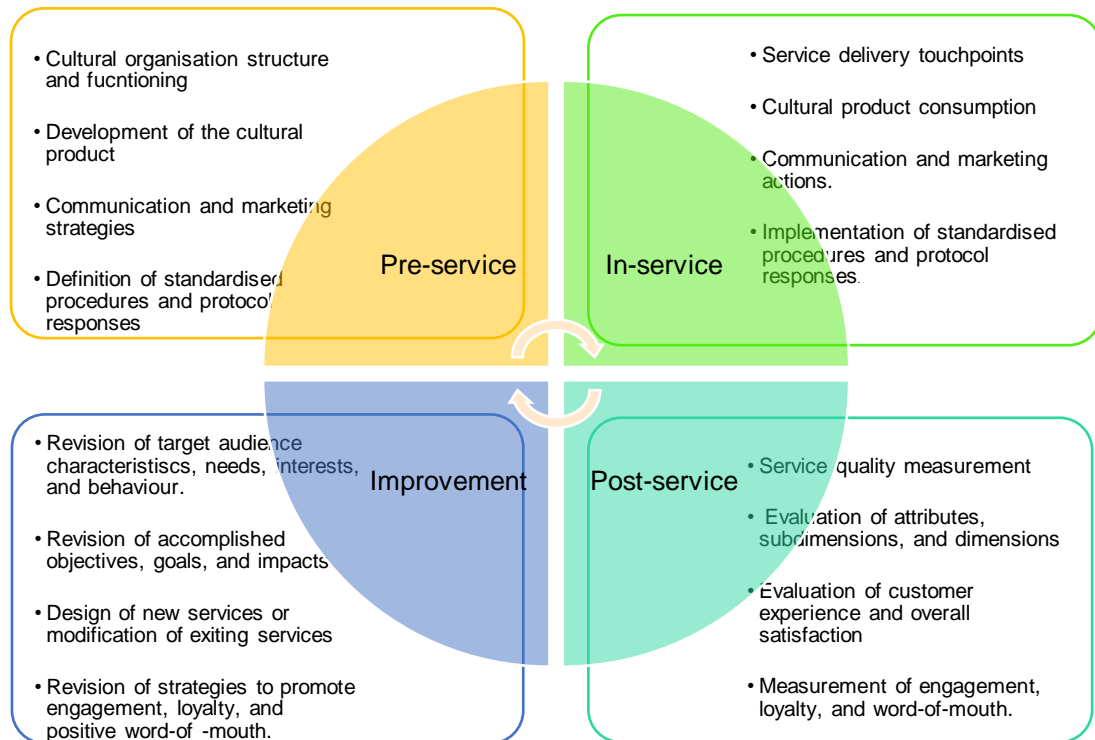 • Cultural organisation structure
and fucntioning
• Development of the cultural
product
• Communication and marketing
strategies
• Definition of standardised
procedures and protocol
responses
Pre-service
• Service delivery touchpoints
• Cultural product consumption
• Communication and marketing
actions.
• Implementation of standardised
procedures and protocol
responses.
In-service
• Revision of target audience
characteristiscs, needs, interests,
and behaviour.
• Revision of accomplished
objectives, goals, and impacts
• Design of new services or
modification of exiting services
• Revision of strategies to promote
engagement, loyalty, and
positive word-of -mouth.
Improvement
• Service quality measurement
• Evaluation of attributes,
subdimensions, and dimensions
• Evaluation of customer
experience and overall
satisfaction
• Measurement of engagement,
loyalty, and word-of-mouth.
Post-service